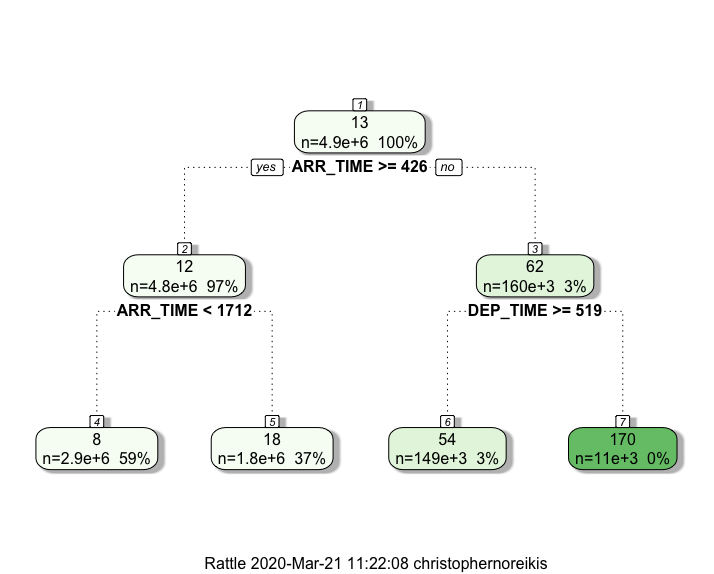 1
13
n=4.9e+6 100%
yes ARR_TIME >= 426 no
2
12
n=4.8e+6 97%
ARR_TIME < 1712
3
62
n=160e+3 3%
DEP_TIME >= 519
4
8
n=2.9e+6 59%
5
18
n=1.8e+6 37%
6
54
n=149e+3 3%
7
170
n=11e+3 0%
Rattle 2020-Mar-21 11:22:08 christophernoreikis